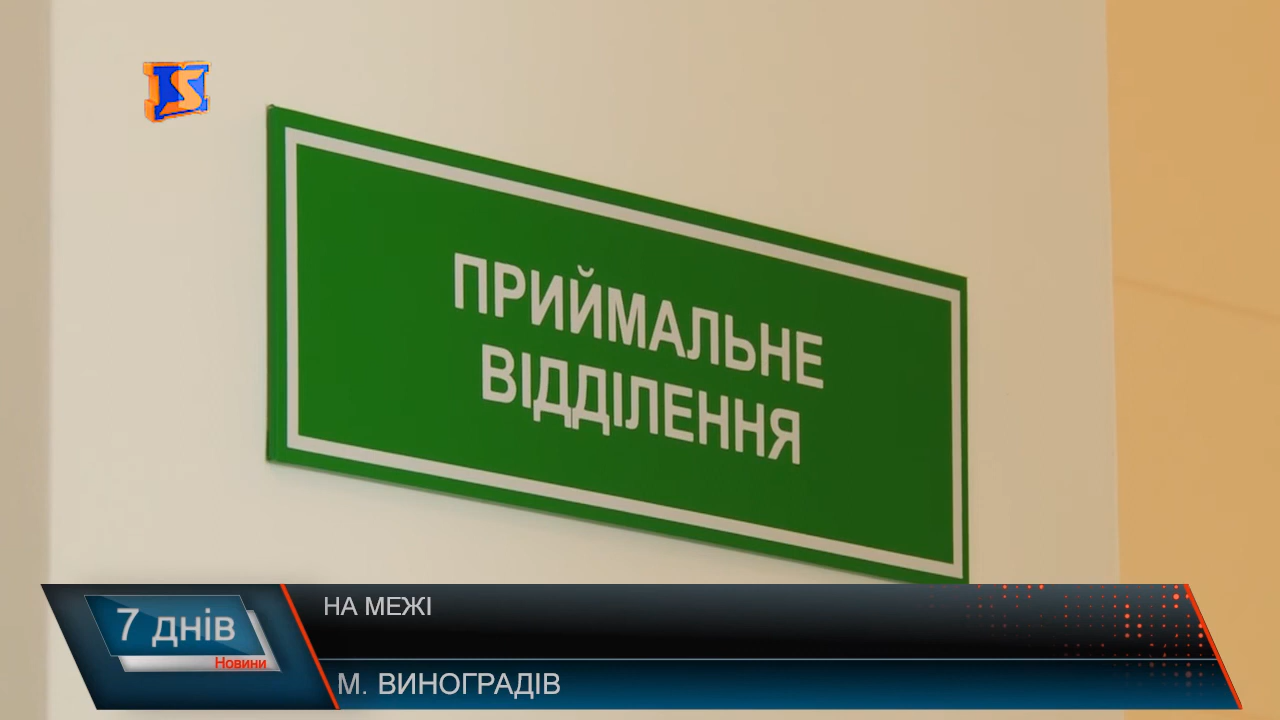 ПРИЙМАЛЬНЕ
ВІДДІЛЕННЯ
7 днів
Новини
НА МЕЖІ
М. ВИНОГРАДІВ